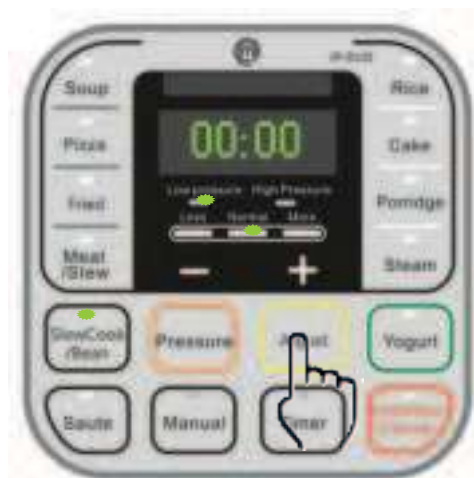 Soup
Rice
00:00
Pizza
Cake
Low pressure High Pressure
Less Normal More
Fried
Porridge
Meat
/Stew
Steam
− +
SlowCook
/Bean
Pressure
Yogurt
Saute
Manual